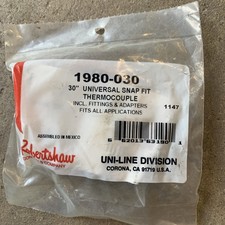 1980-030
30" UNIVERSAL SNAP FIT
THERMOCOUPLE
INCL. FITTINGS & ADAPTERS
FITS ALL APPLICATIONS
1147
ASSEMBLED IN MEXICO
Robertshaw
UNI-LINE DIVISION
CORONA, CA 91719 U.S.A.